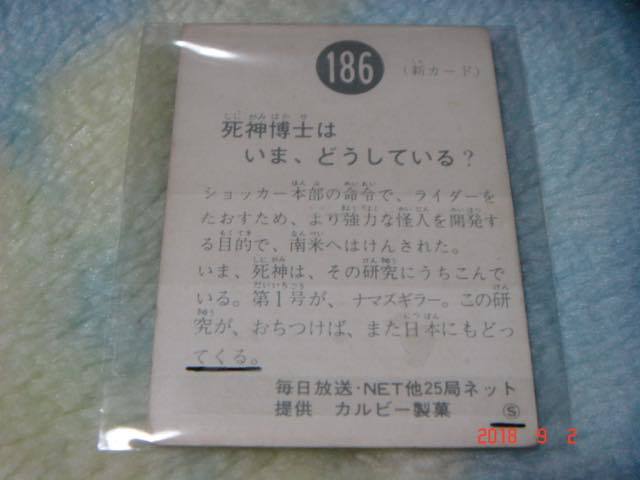 186
(新カード)
死神博士は
いま、どうしている?
ショッカー本部の命令で、ライダーを
たおすため、より強力な怪人を開発す
る目的で、南米へはけんされた。
いま、死神は、その研究にうちこんで
いる。第1号が、ナマズギラー。この研
究が、おちつけば、また日本にもどっ
てくる。
毎日放送・NET他25局ネット
提供 カルビー製菓 Ⓢ
2018 9 2